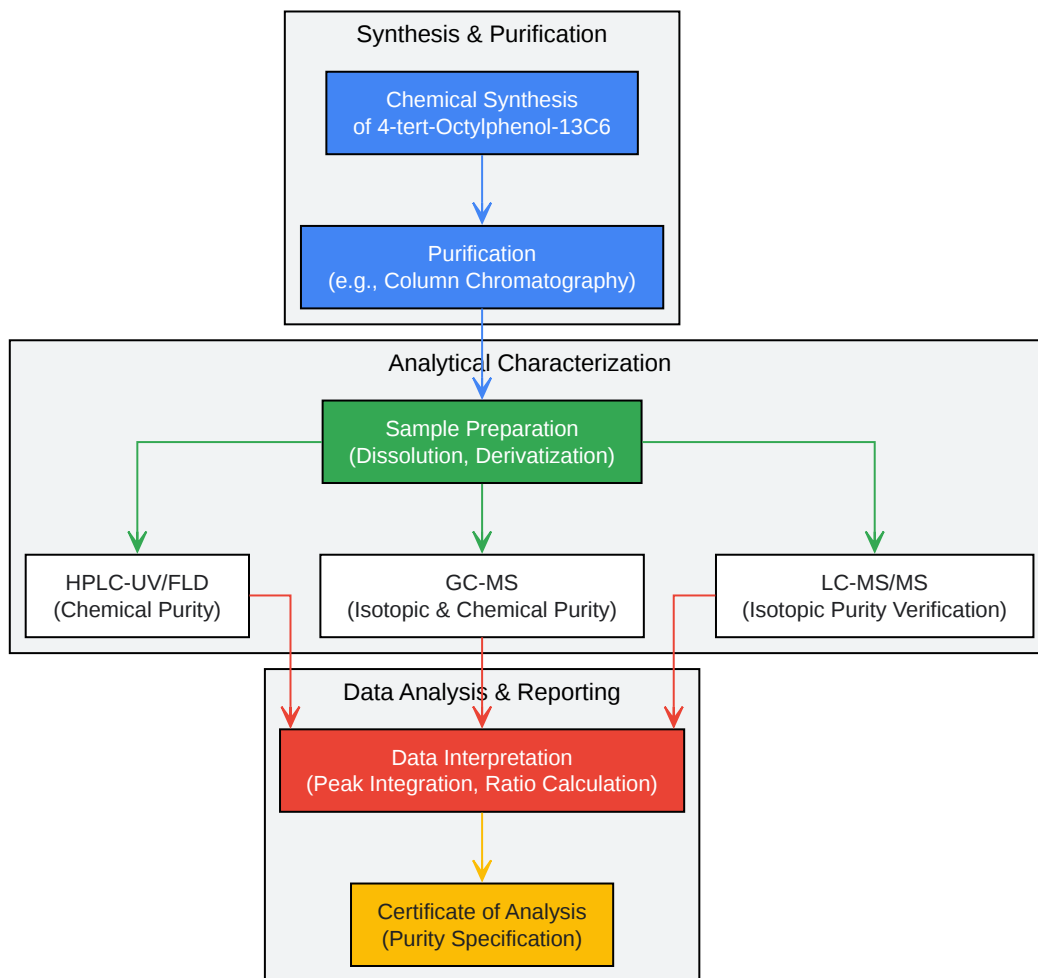 Synthesis & Purification
Chemical Synthesis
of 4-tert-Octylphenol-13C6
Purification
(e.g., Column Chromatography)
Analytical Characterization
Sample Preparation
(Dissolution, Derivatization)
HPLC-UV/FLD
(Chemical Purity)
GC-MS
(Isotopic & Chemical Purity)
LC-MS/MS
(Isotopic Purity Verification)
Data Analysis & Reporting
Data Interpretation
(Peak Integration, Ratio Calculation)
Certificate of Analysis
(Purity Specification)